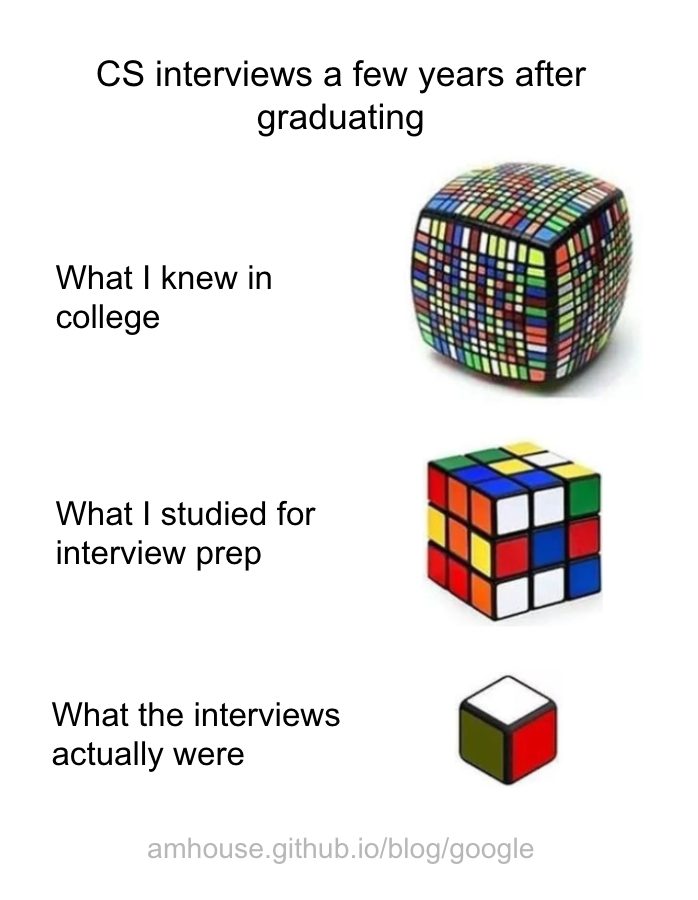 CS interviews a few years after
graduating
What I knew in
college
What I studied for
interview prep
What the interviews
actually were
amhouse.github.io/blog/google